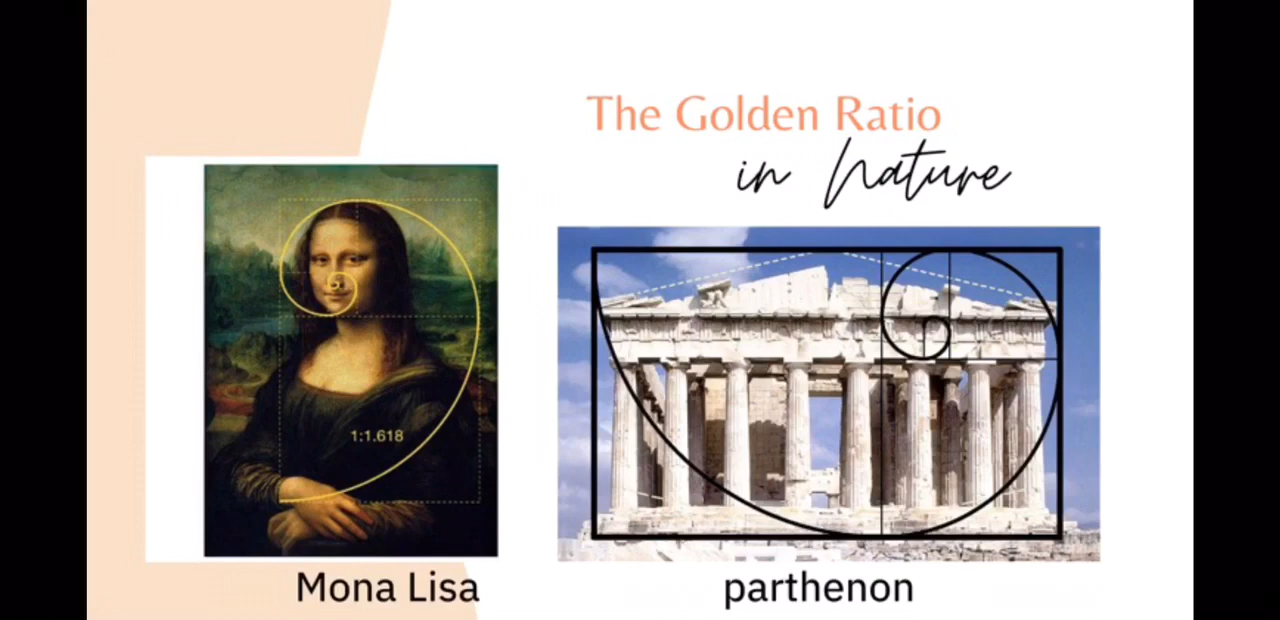 The Golden Ratio
in Nature
1:1.618
Mona Lisa
parthenon